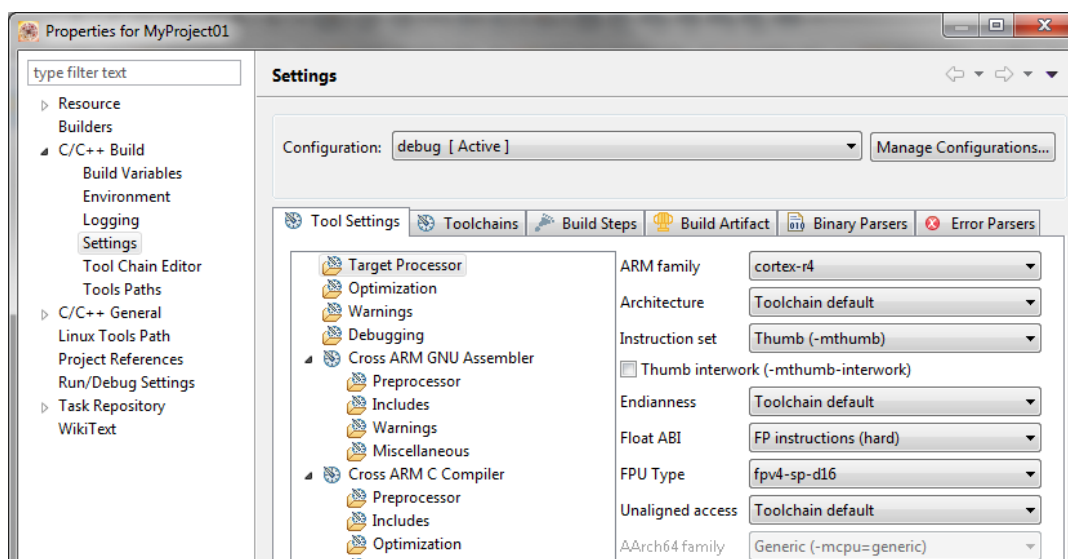 Properties for MyProject01
type filter text
Resource
Builders
C/C++ Build
Build Variables
Environment
Logging
Settings
Tool Chain Editor
Tools Paths
C/C++ General
Linux Tools Path
Project References
Run/Debug Settings
Task Repository
WikiText
Settings
Configuration: debug [ Active ] Manage Configurations...
Tool Settings Toolchains Build Steps Build Artifact Binary Parsers Error Parsers
Target Processor
Optimization
Warnings
Debugging
Cross ARM GNU Assembler
Preprocessor
Includes
Warnings
Miscellaneous
Cross ARM C Compiler
Preprocessor
Includes
Optimization
ARM family cortex-r4
Architecture Toolchain default
Instruction set Thumb (-mthumb)
Thumb interwork (-mthumb-interwork)
Endianness Toolchain default
Float ABI FP instructions (hard)
FPU Type fpv4-sp-d16
Unaligned access Toolchain default
AArch64 family Generic (-mcpu=generic)